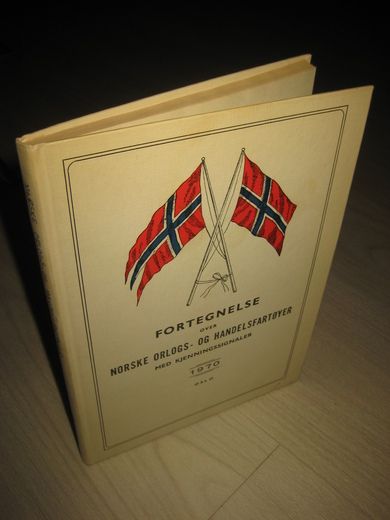 FORTEGNELSE
OVER
NORSKE ORLOGS- OG HANDELSFARTØYER
MED KJENNINGSSIGNALER
1970
OSLO